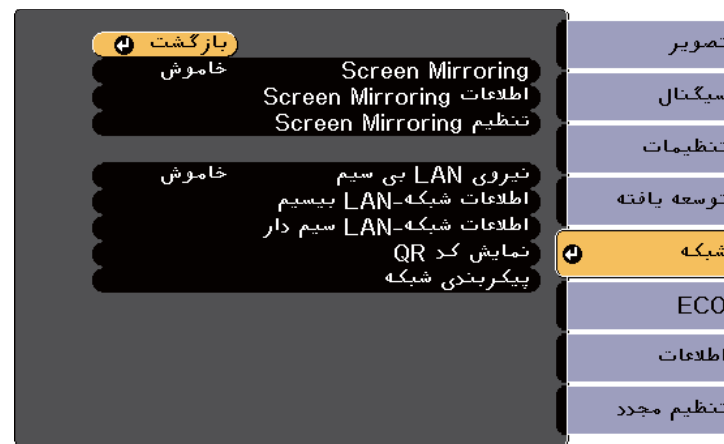 بازگشت
Screen Mirroring خاموش
اطلاعات Screen Mirroring
تنظیم Screen Mirroring
نیروی LAN بی سیم خاموش
اطلاعات شبکه-LAN بیسیم
اطلاعات شبکه-LAN سیم دار
نمایش کد QR
پیکربندی شبکه
تصویر
سیگنال
تنظیمات
توسعه یافته
شبکه
ECO
اطلاعات
تنظیم مجدد